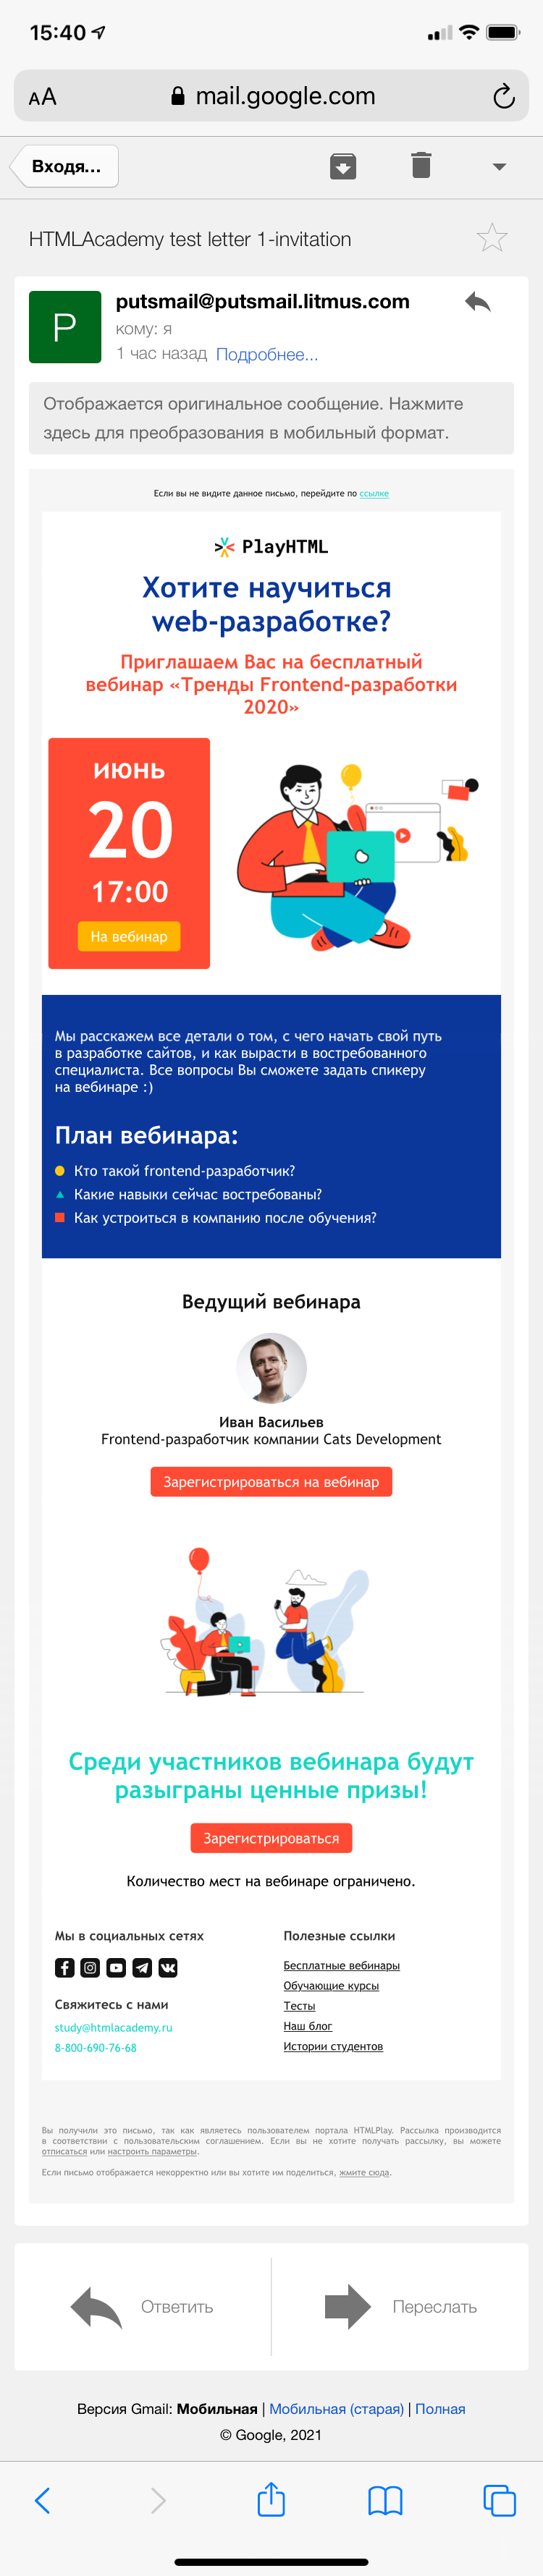 15:40
AA mail.google.com
Входя...
HTMLAcademy test letter 1-invitation
P
putsmail@putsmail.litmus.com
кому: я
1 час назад Подробнее...
Отображается оригинальное сообщение. Нажмите
здесь для преобразования в мобильный формат.
Если вы не видите данное письмо, перейдите по ссылке
PlayHTML
Хотите научиться
web-разработке?
Приглашаем Вас на бесплатный
вебинар «Тренды Frontend-разработки
2020»
ИЮНЬ
20
17:00
На вебинар
Мы расскажем все детали о том, с чего начать свой путь
в разработке сайтов, и как вырасти в востребованного
специалиста. Все вопросы Вы сможете задать спикеру
на вебинаре :)
План вебинара:
Кто такой frontend-разработчик?
Какие навыки сейчас востребованы?
Как устроиться в компанию после обучения?
Ведущий вебинара
Иван Васильев
Frontend-разработчик компании Cats Development
Зарегистрироваться на вебинар
Среди участников вебинара будут
разыграны ценные призы!
Зарегистрироваться
Количество мест на вебинаре ограничено.
Мы в социальных сетях
Свяжитесь с нами
study@htmlacademy.ru
8-800-690-76-68
Полезные ссылки
Бесплатные вебинары
Обучающие курсы
Тесты
Наш блог
Истории студентов
Вы получили это письмо, так как являетесь пользователем портала HTMLPlay. Рассылка производится
в соответствии с пользовательским соглашением. Если вы не хотите получать рассылку, вы можете
отписаться или настроить параметры.
Если письмо отображается некорректно или вы хотите им поделиться, жмите сюда.
Ответить
Переслать
Версия Gmail: Мобильная | Мобильная (старая) | Полная
© Google, 2021